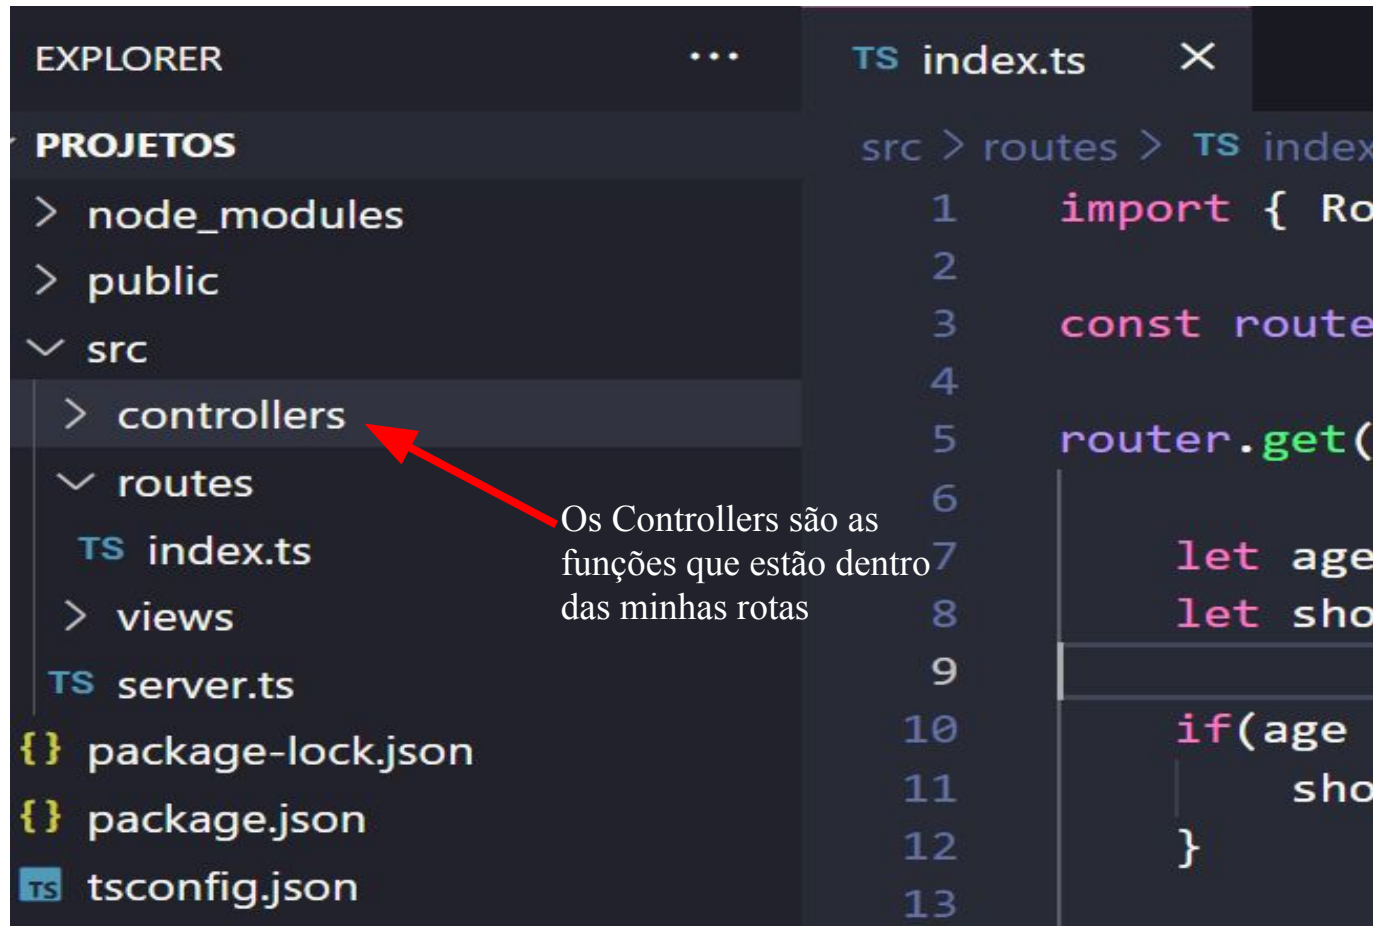 EXPLORER
PROJETOS
node_modules
public
src
controllers
routes
TS index.ts
views
TS server.ts
{} package-lock.json
{} package.json
TS tsconfig.json
Os Controllers são as
funções que estão dentro
das minhas rotas
TS index.ts ×
src > routes > TS index
1 import { Ro
2
3 const route
4
5 router.get(
6
7 let age
8 let sho
9
10 if(age
11 sho
12 }
13